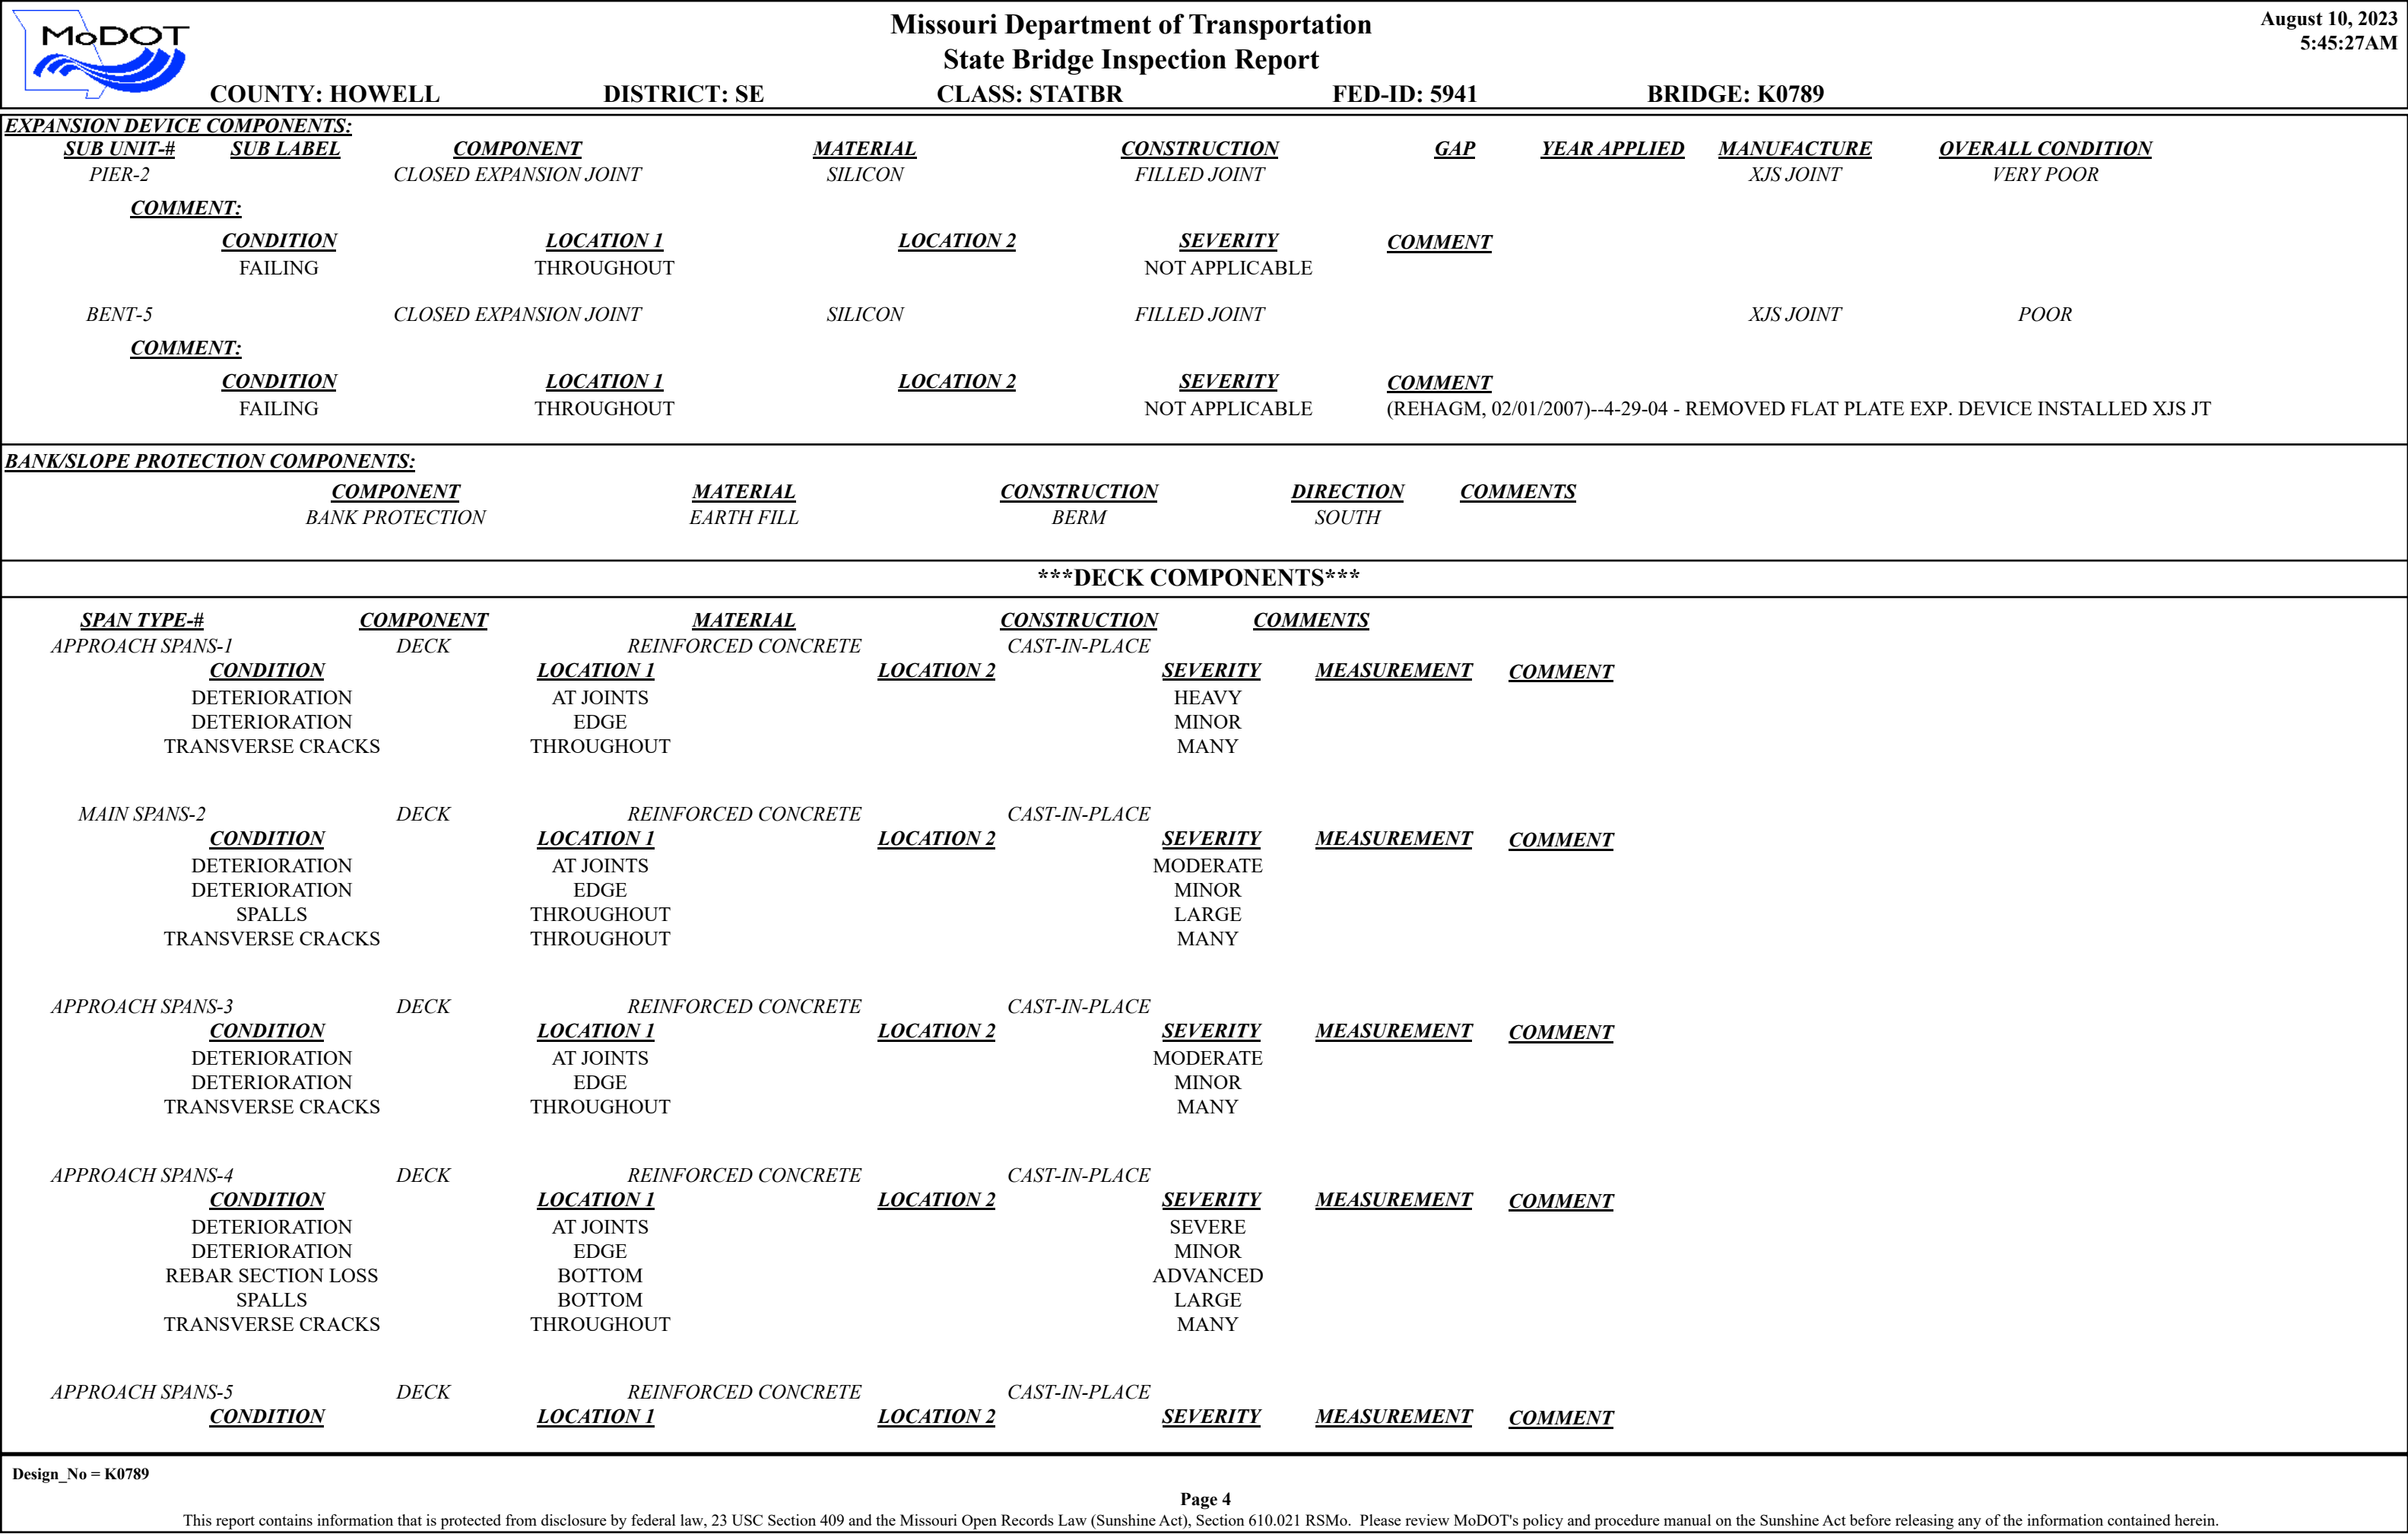 MoDOT
Missouri Department of Transportation
State Bridge Inspection Report
August 10, 2023
5:45:27AM
COUNTY: HOWELL DISTRICT: SE CLASS: STATBR FED-ID: 5941 BRIDGE: K0789
EXPANSION DEVICE COMPONENTS:
SUB UNIT-# SUB LABEL COMPONENT MATERIAL CONSTRUCTION GAP YEAR APPLIED MANUFACTURE OVERALL CONDITION
PIER-2 CLOSED EXPANSION JOINT SILICON FILLED JOINT XJS JOINT VERY POOR
COMMENT:
CONDITION LOCATION 1 LOCATION 2 SEVERITY COMMENT
FAILING THROUGHOUT NOT APPLICABLE
BENT-5 CLOSED EXPANSION JOINT SILICON FILLED JOINT XJS JOINT POOR
COMMENT:
CONDITION LOCATION 1 LOCATION 2 SEVERITY COMMENT
FAILING THROUGHOUT NOT APPLICABLE (REHAGM, 02/01/2007)--4-29-04 - REMOVED FLAT PLATE EXP. DEVICE INSTALLED XJS JT
BANK/SLOPE PROTECTION COMPONENTS:
COMPONENT MATERIAL CONSTRUCTION DIRECTION COMMENTS
BANK PROTECTION EARTH FILL BERM SOUTH
***DECK COMPONENTS***
SPAN TYPE-# COMPONENT MATERIAL CONSTRUCTION COMMENTS
APPROACH SPANS-1 DECK REINFORCED CONCRETE CAST-IN-PLACE
CONDITION LOCATION 1 LOCATION 2 SEVERITY MEASUREMENT COMMENT
DETERIORATION AT JOINTS HEAVY
DETERIORATION EDGE MINOR
TRANSVERSE CRACKS THROUGHOUT MANY
MAIN SPANS-2 DECK REINFORCED CONCRETE CAST-IN-PLACE
CONDITION LOCATION 1 LOCATION 2 SEVERITY MEASUREMENT COMMENT
DETERIORATION AT JOINTS MODERATE
DETERIORATION EDGE MINOR
SPALLS THROUGHOUT LARGE
TRANSVERSE CRACKS THROUGHOUT MANY
APPROACH SPANS-3 DECK REINFORCED CONCRETE CAST-IN-PLACE
CONDITION LOCATION 1 LOCATION 2 SEVERITY MEASUREMENT COMMENT
DETERIORATION AT JOINTS MODERATE
DETERIORATION EDGE MINOR
TRANSVERSE CRACKS THROUGHOUT MANY
APPROACH SPANS-4 DECK REINFORCED CONCRETE CAST-IN-PLACE
CONDITION LOCATION 1 LOCATION 2 SEVERITY MEASUREMENT COMMENT
DETERIORATION AT JOINTS SEVERE
DETERIORATION EDGE MINOR
REBAR SECTION LOSS BOTTOM ADVANCED
SPALLS BOTTOM LARGE
TRANSVERSE CRACKS THROUGHOUT MANY
APPROACH SPANS-5 DECK REINFORCED CONCRETE CAST-IN-PLACE
CONDITION LOCATION 1 LOCATION 2 SEVERITY MEASUREMENT COMMENT
Design_No = K0789
Page 4
This report contains information that is protected from disclosure by federal law, 23 USC Section 409 and the Missouri Open Records Law (Sunshine Act), Section 610.021 RSMo. Please review MoDOT's policy and procedure manual on the Sunshine Act before releasing any of the information contained herein.